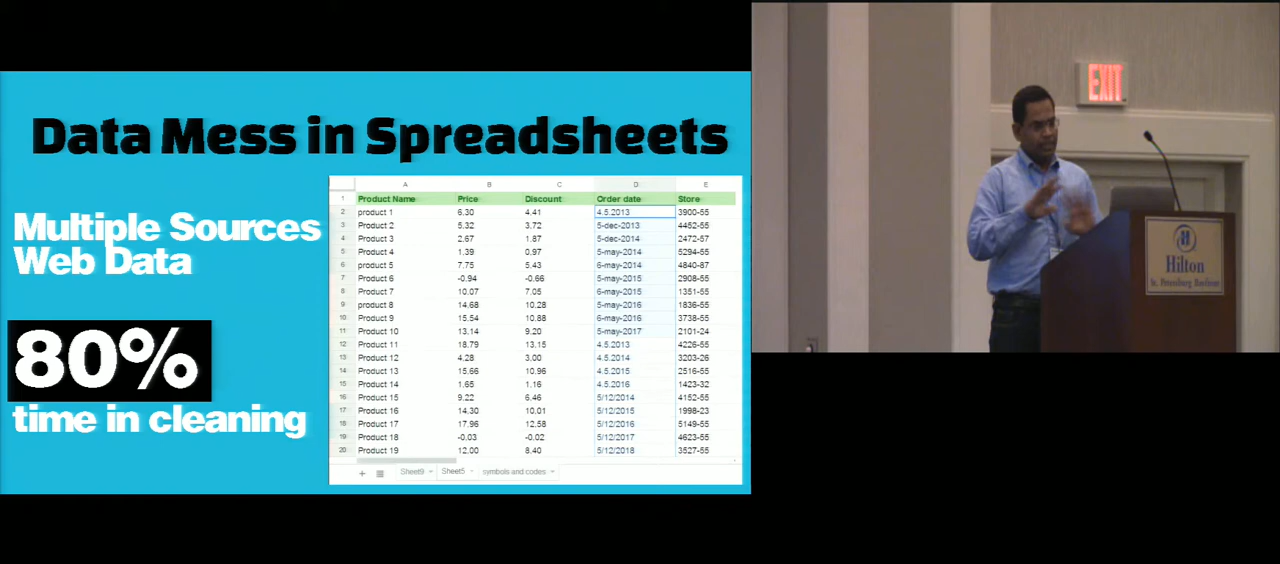 Data Mess in Spreadsheets
Multiple Sources
Web Data
80%
time in cleaning
A B C D E
1 Product Name Price Discount Order date Store
2 product 1 6.30 4.41 4.5.2013 3900-55
3 Product 2 5.32 3.72 5-dec-2013 4452-55
4 Product 3 2.67 1.87 5-dec-2014 2472-57
5 Product 4 1.39 0.97 5-may-2014 5294-55
6 product 5 7.75 5.43 6-may-2014 4840-87
7 Product 6 -0.94 -0.66 5-may-2015 2908-55
8 Product 7 10.07 7.05 6-may-2015 1351-55
9 product 8 14.68 10.28 5-may-2016 1836-55
10 Product 9 15.54 10.88 6-may-2016 3738-55
11 Product 10 13.14 9.20 5-may-2017 2101-24
12 Product 11 18.79 13.15 4.5.2013 4226-55
13 Product 12 4.28 3.00 4.5.2014 3203-26
14 Product 13 15.66 10.96 4.5.2015 2516-55
15 Product 14 1.65 1.16 4.5.2016 1423-32
16 Product 15 9.22 6.46 5/12/2014 4152-55
17 Product 16 14.30 10.01 5/12/2015 1998-23
18 Product 17 17.96 12.58 5/12/2016 5149-55
19 Product 18 -0.03 -0.02 5/12/2017 4623-55
20 Product 19 12.00 8.40 5/12/2018 3527-55
Sheet9 Sheet5 symbols and codes
EXIT
Hilton
St. Petersburg Bayfront